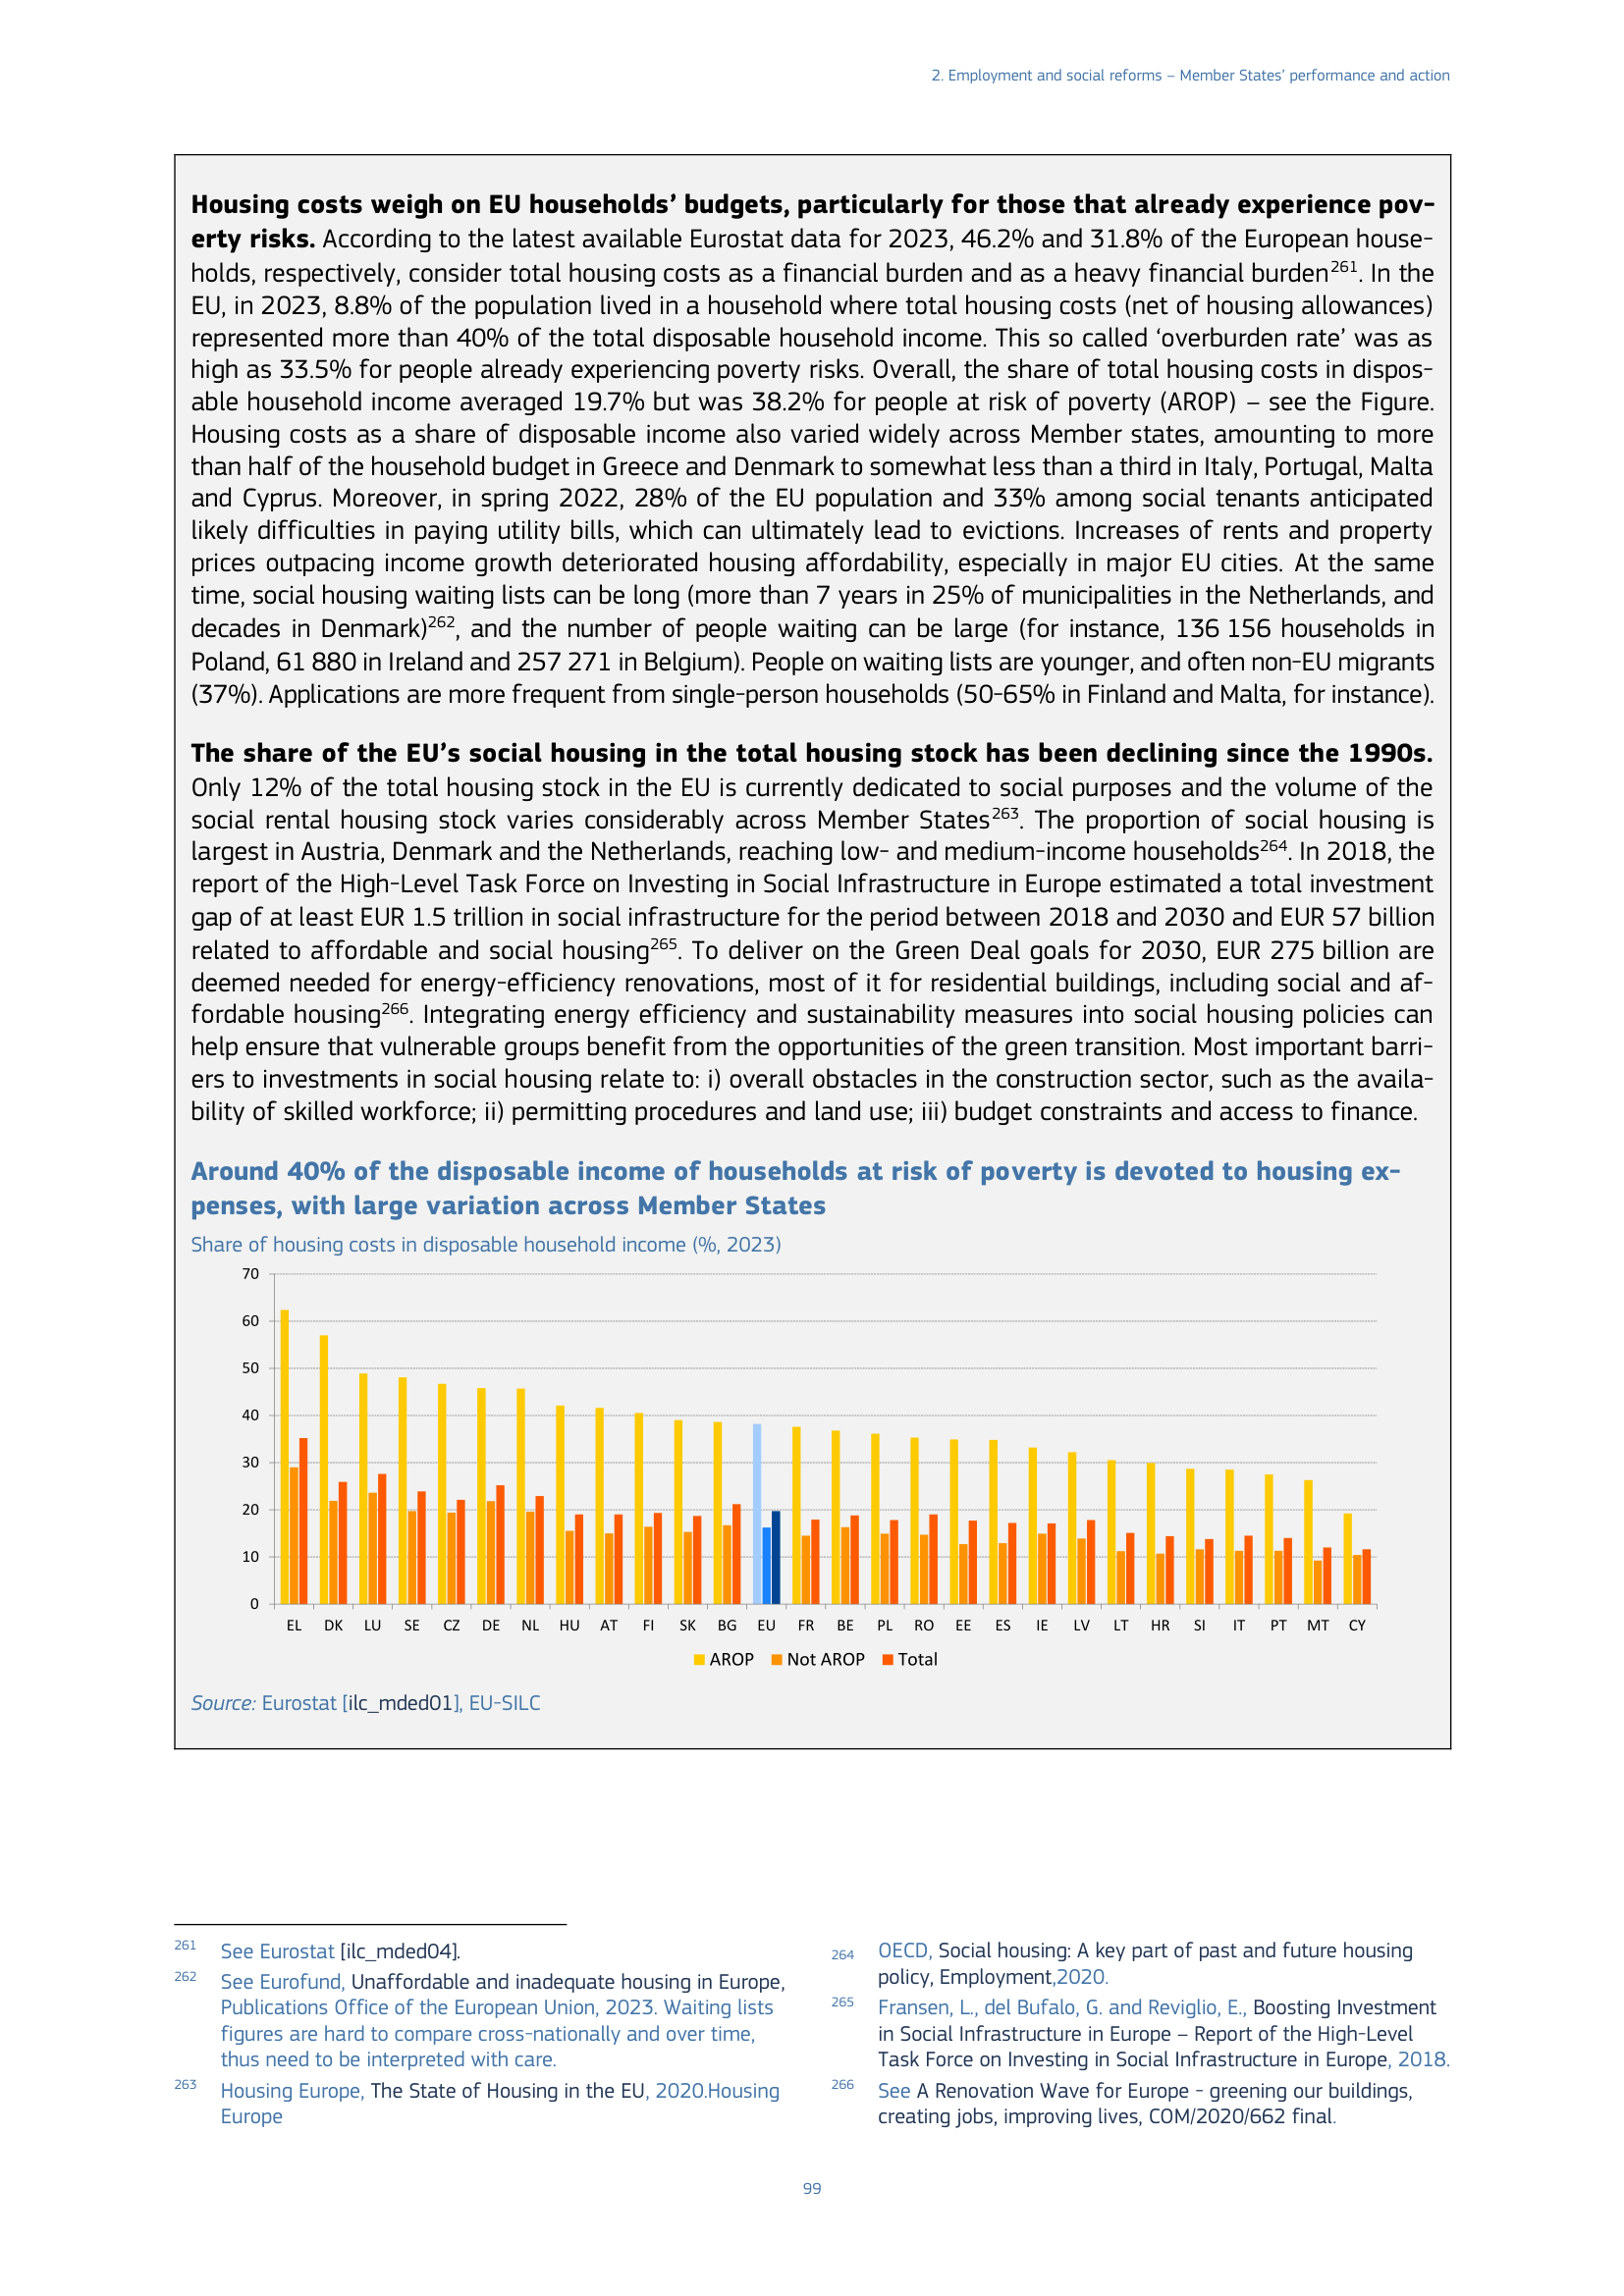 2. Employment and social reforms – Member States’ performance and action
Housing costs weigh on EU households’ budgets, particularly for those that already experience pov-
erty risks. According to the latest available Eurostat data for 2023, 46.2% and 31.8% of the European house-
holds, respectively, consider total housing costs as a financial burden and as a heavy financial burden261. In the
EU, in 2023, 8.8% of the population lived in a household where total housing costs (net of housing allowances)
represented more than 40% of the total disposable household income. This so called ‘overburden rate’ was as
high as 33.5% for people already experiencing poverty risks. Overall, the share of total housing costs in dispos-
able household income averaged 19.7% but was 38.2% for people at risk of poverty (AROP) – see the Figure.
Housing costs as a share of disposable income also varied widely across Member states, amounting to more
than half of the household budget in Greece and Denmark to somewhat less than a third in Italy, Portugal, Malta
and Cyprus. Moreover, in spring 2022, 28% of the EU population and 33% among social tenants anticipated
likely difficulties in paying utility bills, which can ultimately lead to evictions. Increases of rents and property
prices outpacing income growth deteriorated housing affordability, especially in major EU cities. At the same
time, social housing waiting lists can be long (more than 7 years in 25% of municipalities in the Netherlands, and
decades in Denmark)262, and the number of people waiting can be large (for instance, 136 156 households in
Poland, 61 880 in Ireland and 257 271 in Belgium). People on waiting lists are younger, and often non-EU migrants
(37%). Applications are more frequent from single-person households (50-65% in Finland and Malta, for instance).
The share of the EU’s social housing in the total housing stock has been declining since the 1990s.
Only 12% of the total housing stock in the EU is currently dedicated to social purposes and the volume of the
social rental housing stock varies considerably across Member States263. The proportion of social housing is
largest in Austria, Denmark and the Netherlands, reaching low- and medium-income households264. In 2018, the
report of the High-Level Task Force on Investing in Social Infrastructure in Europe estimated a total investment
gap of at least EUR 1.5 trillion in social infrastructure for the period between 2018 and 2030 and EUR 57 billion
related to affordable and social housing265. To deliver on the Green Deal goals for 2030, EUR 275 billion are
deemed needed for energy-efficiency renovations, most of it for residential buildings, including social and af-
fordable housing266. Integrating energy efficiency and sustainability measures into social housing policies can
help ensure that vulnerable groups benefit from the opportunities of the green transition. Most important barri-
ers to investments in social housing relate to: i) overall obstacles in the construction sector, such as the availa-
bility of skilled workforce; ii) permitting procedures and land use; iii) budget constraints and access to finance.
Around 40% of the disposable income of households at risk of poverty is devoted to housing ex-
penses, with large variation across Member States
Share of housing costs in disposable household income (%, 2023)
70
60
50
40
30
20
10
0
EL DK LU SE CZ DE NL HU AT FI SK BG EU FR BE PL RO EE ES IE LV LT HR SI IT PT MT CY
AROP Not AROP Total
Source: Eurostat [ilc_mded01], EU-SILC
261 See Eurostat [ilc_mded04].
262 See Eurofund, Unaffordable and inadequate housing in Europe,
Publications Office of the European Union, 2023. Waiting lists
figures are hard to compare cross-nationally and over time,
thus need to be interpreted with care.
263 Housing Europe, The State of Housing in the EU, 2020.Housing
Europe
264 OECD, Social housing: A key part of past and future housing
policy, Employment,2020.
265 Fransen, L., del Bufalo, G. and Reviglio, E., Boosting Investment
in Social Infrastructure in Europe – Report of the High-Level
Task Force on Investing in Social Infrastructure in Europe, 2018.
266 See A Renovation Wave for Europe - greening our buildings,
creating jobs, improving lives, COM/2020/662 final.
99